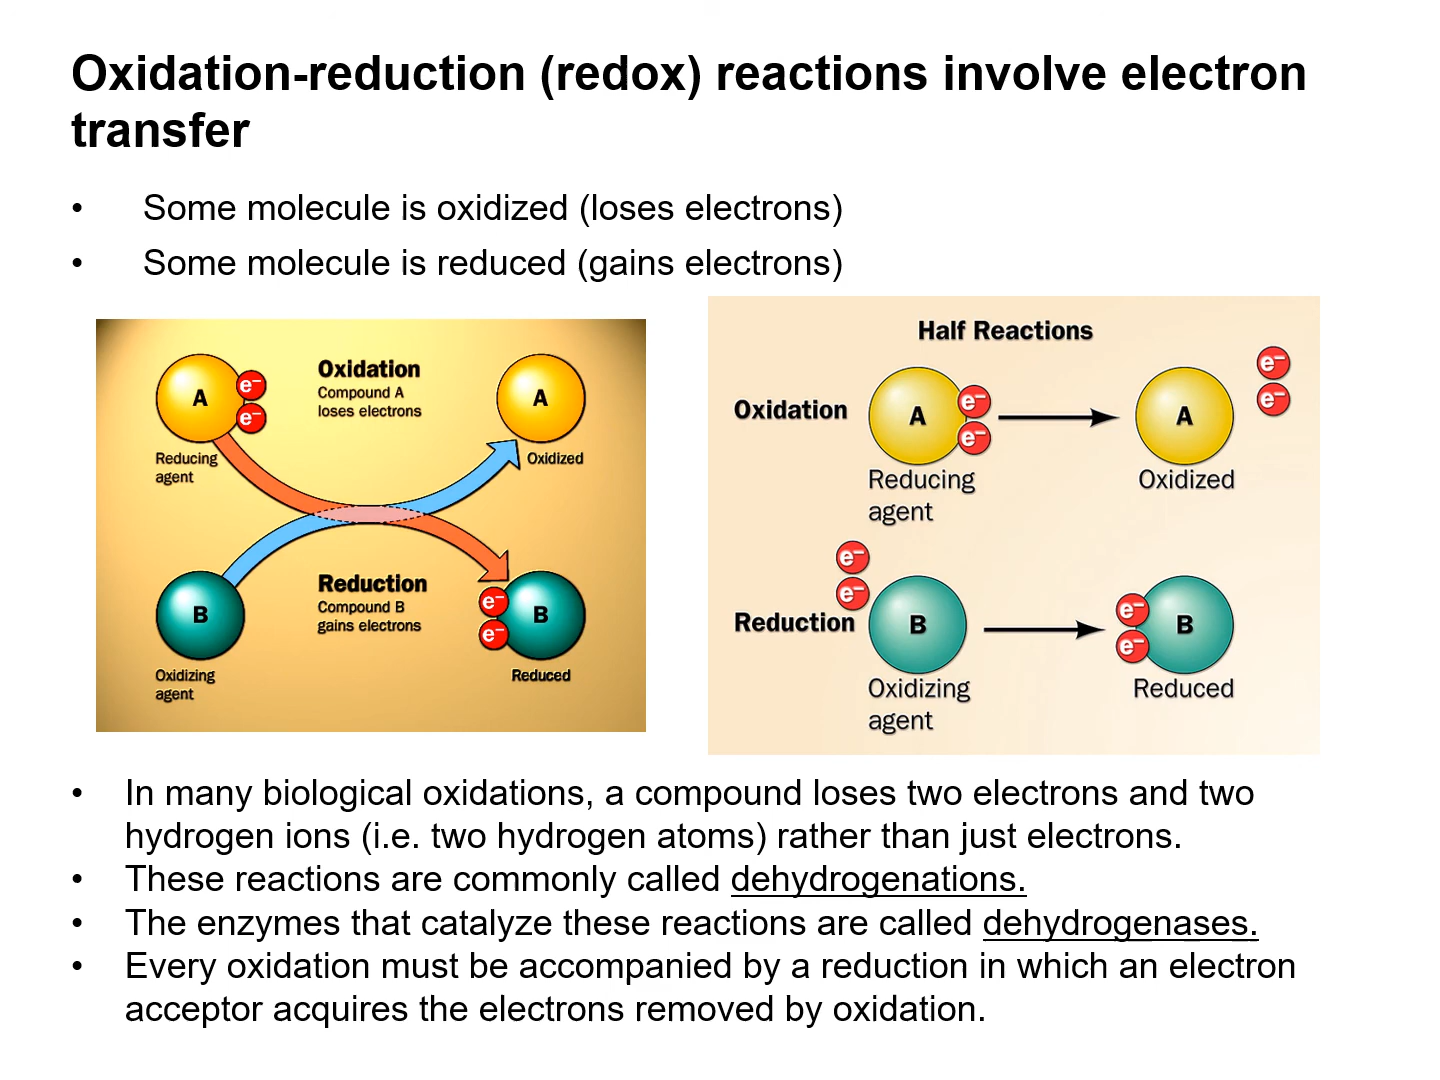 Oxidation-reduction (redox) reactions involve electron
transfer
• Some molecule is oxidized (loses electrons)
• Some molecule is reduced (gains electrons)
A
e–
e–
Oxidation
Compound A
loses electrons
A
Reducing
agent
Oxidized
B
Reduction
Compound B
gains electrons
e–
e–
B
Oxidizing
agent
Reduced
Half Reactions
Oxidation
A
e–
e–
A
e–
e–
Reducing
agent
Oxidized
e–
e–
Reduction
B
e–
e–
B
Oxidizing
agent
Reduced
• In many biological oxidations, a compound loses two electrons and two
hydrogen ions (i.e. two hydrogen atoms) rather than just electrons.
• These reactions are commonly called dehydrogenations.
• The enzymes that catalyze these reactions are called dehydrogenases.
• Every oxidation must be accompanied by a reduction in which an electron
acceptor acquires the electrons removed by oxidation.